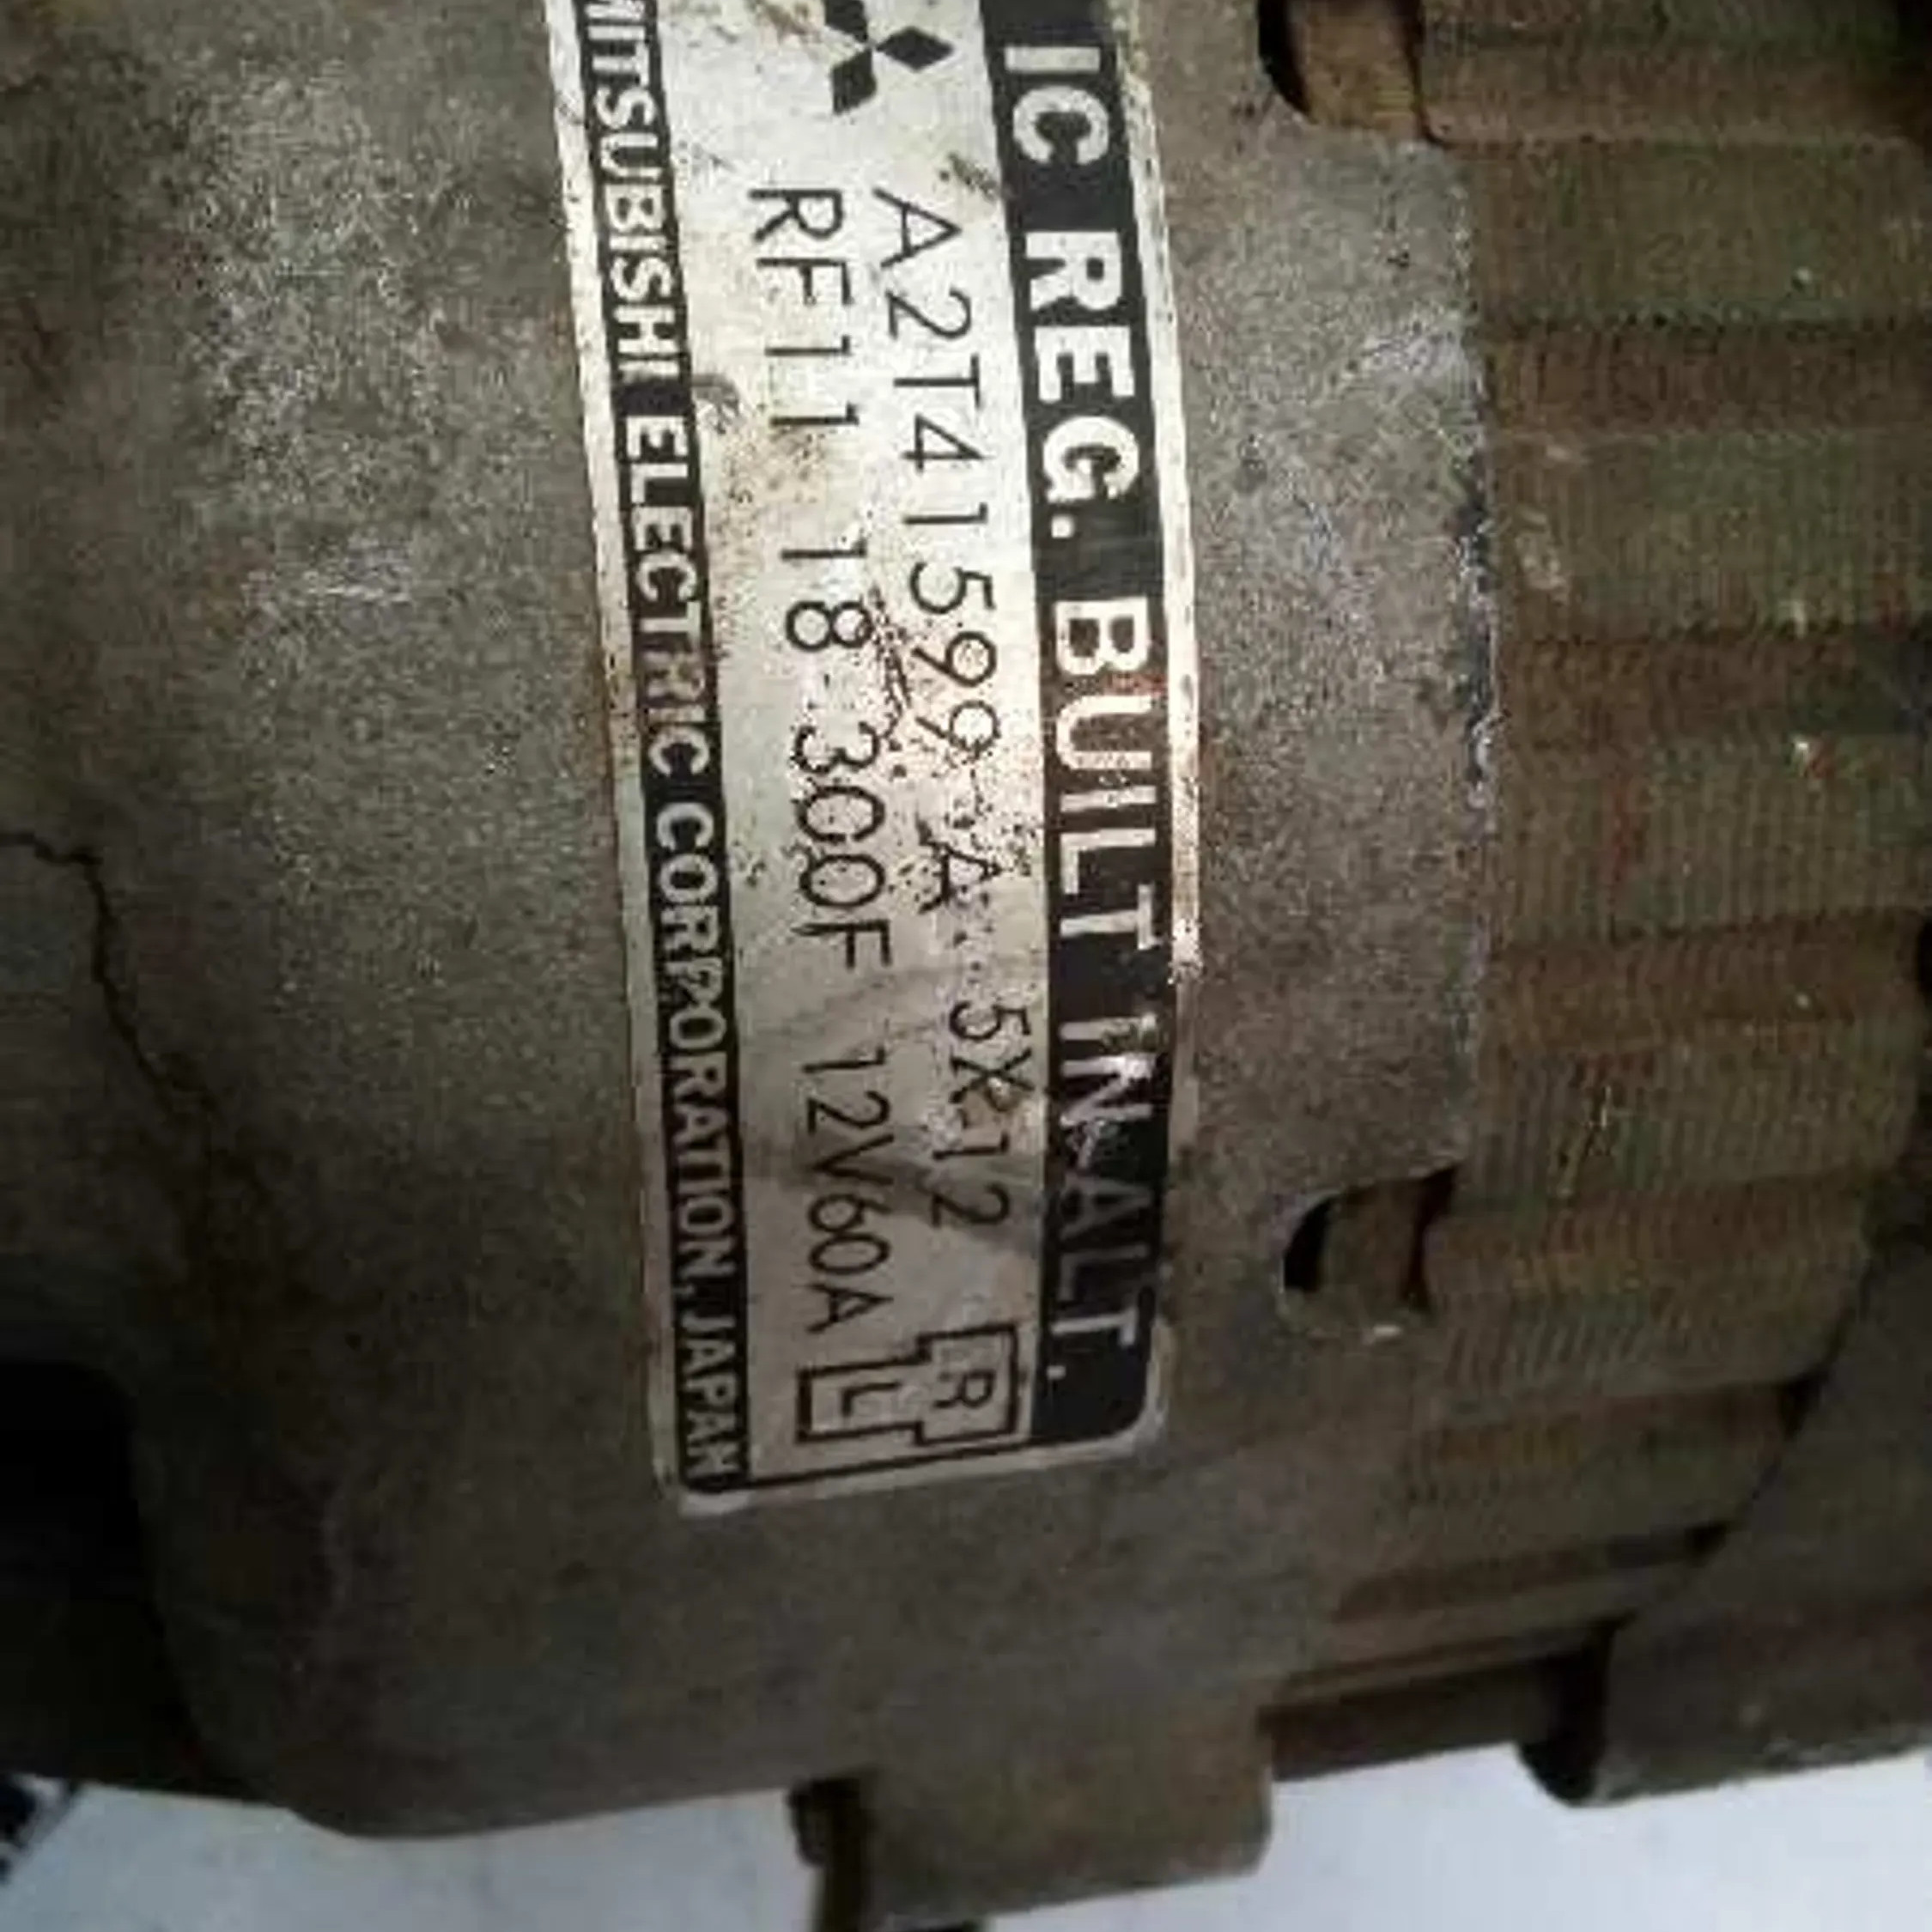 IC REG. BUILT IN ALT.
A2T41599 A 5X12
RF11 18 300F 12V60A
R
L
MITSUBISHI ELECTRIC CORPORATION, JAPAN